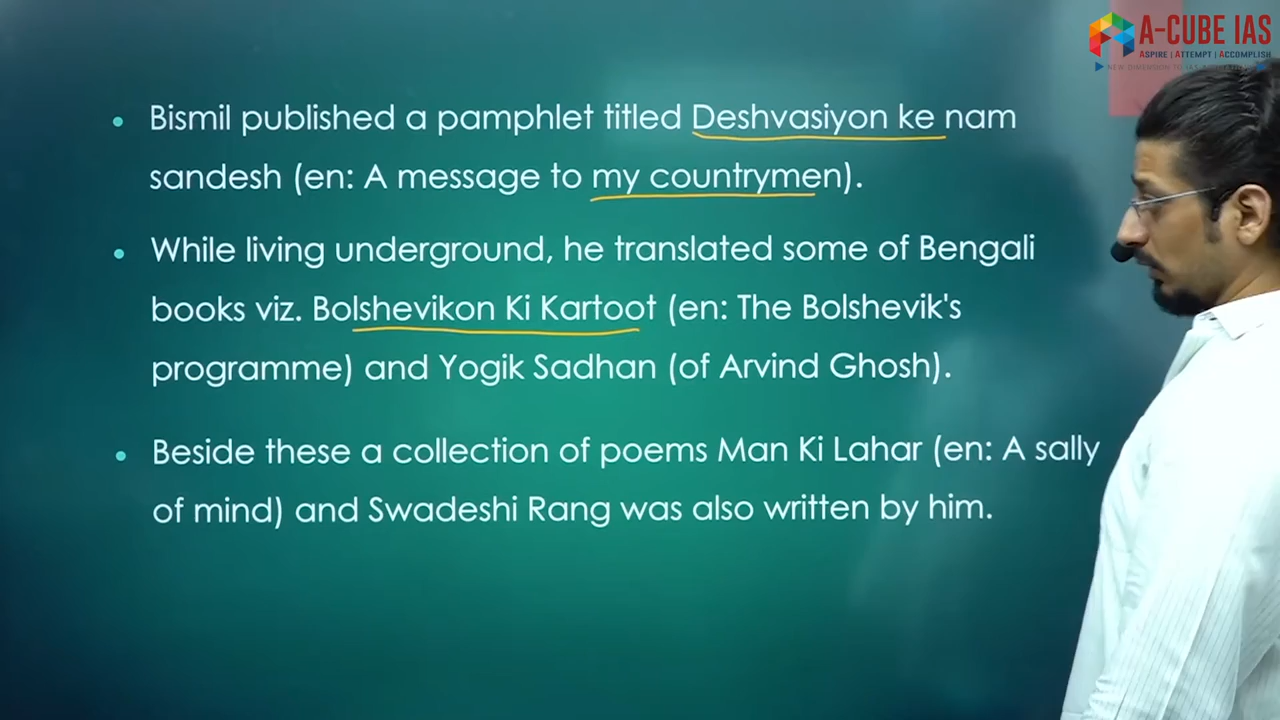 A-CUBE IAS
ASPIRE | ATTEMPT | ACCOMPLISH
Bismil published a pamphlet titled Deshvasiyon ke nam
sandesh (en: A message to my countrymen).
While living underground, he translated some of Bengali
books viz. Bolshevikon Ki Kartoot (en: The Bolshevik's
programme) and Yogik Sadhan (of Arvind Ghosh).
Beside these a collection of poems Man Ki Lahar (en: A sally
of mind) and Swadeshi Rang was also written by him.